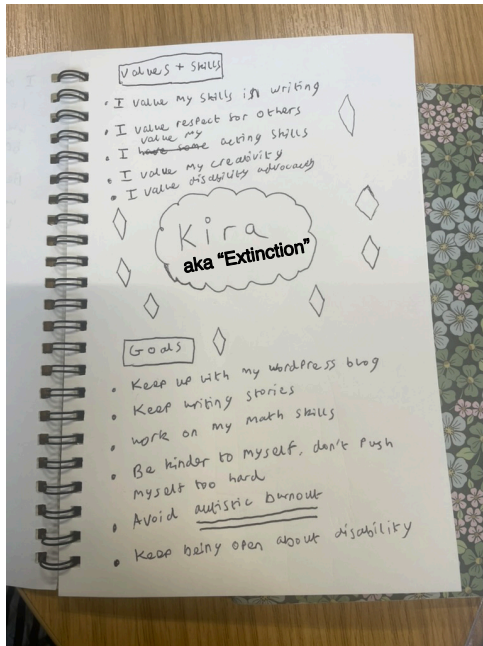 Values + Skills
• I value my skills in writing
• I value respect for others
value my
• I have some acting skills
• I value my creativity
• I value disability advocacy
Kira
aka “Extinction”
Goals
• Keep up with my wordpress blog
• Keep writing stories
• work on my math skills
• Be kinder to myself, don't push
myself too hard
• Avoid autistic burnout
• Keep being open about disability